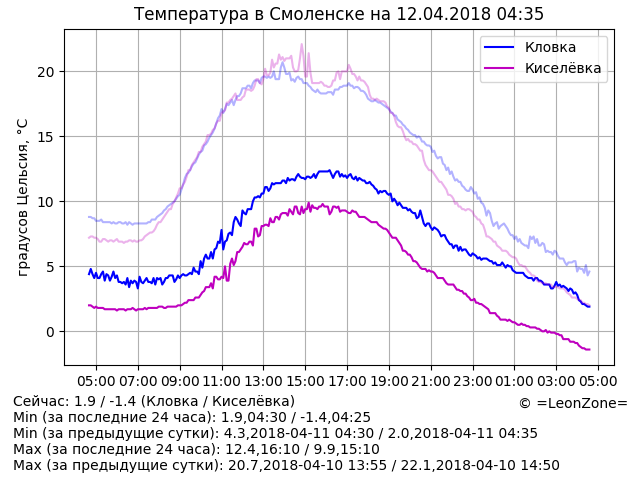 Температура в Смоленске на 12.04.2018 04:35
Кловка
Киселёвка
градусов Цельсия, °C
20
15
10
5
0
05:00 07:00 09:00 11:00 13:00 15:00 17:00 19:00 21:00 23:00 01:00 03:00 05:00
Сейчас: 1.9 / -1.4 (Кловка / Киселёвка)
© =LeonZone=
Min (за последние 24 часа): 1.9,04:30 / -1.4,04:25
Min (за предыдущие сутки): 4.3,2018-04-11 04:30 / 2.0,2018-04-11 04:35
Max (за последние 24 часа): 12.4,16:10 / 9.9,15:10
Max (за предыдущие сутки): 20.7,2018-04-10 13:55 / 22.1,2018-04-10 14:50